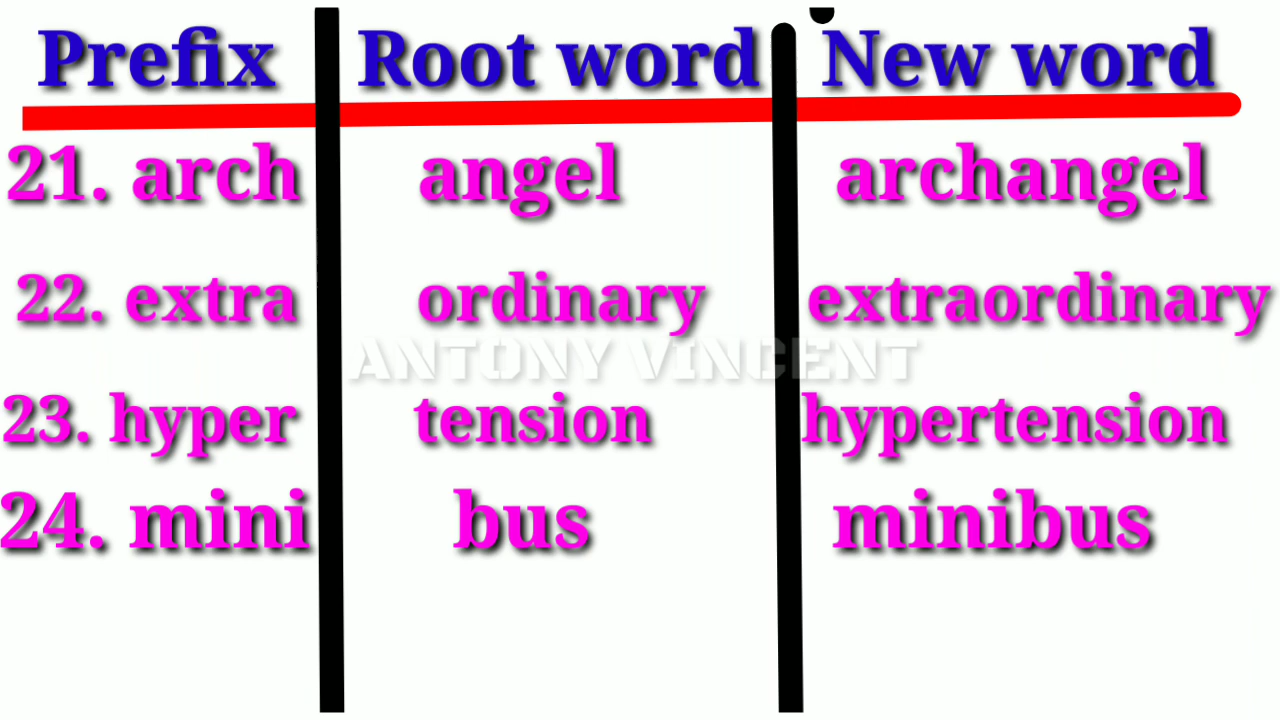 Prefix Root word New word
21. arch angel archangel
22. extra ordinary extraordinary
ANTONY VINCENT
23. hyper tension hypertension
24. mini bus minibus